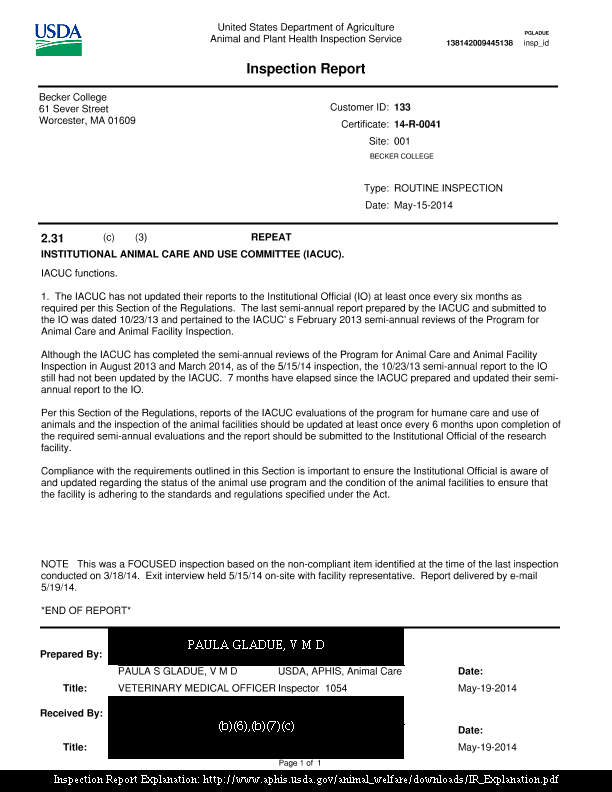 USDA
United States Department of Agriculture
Animal and Plant Health Inspection Service
PGLADUE
138142009445138 insp_id
Inspection Report
Becker College
61 Sever Street
Worcester, MA 01609
Customer ID: 133
Certificate: 14-R-0041
Site: 001
BECKER COLLEGE
Type: ROUTINE INSPECTION
Date: May-15-2014
2.31 (c) (3) REPEAT
INSTITUTIONAL ANIMAL CARE AND USE COMMITTEE (IACUC).
IACUC functions.
1. The IACUC has not updated their reports to the Institutional Official (IO) at least once every six months as
required per this Section of the Regulations. The last semi-annual report prepared by the IACUC and submitted to
the IO was dated 10/23/13 and pertained to the IACUC' s February 2013 semi-annual reviews of the Program for
Animal Care and Animal Facility Inspection.
Although the IACUC has completed the semi-annual reviews of the Program for Animal Care and Animal Facility
Inspection in August 2013 and March 2014, as of the 5/15/14 inspection, the 10/23/13 semi-annual report to the IO
still had not been updated by the IACUC. 7 months have elapsed since the IACUC prepared and updated their semi-
annual report to the IO.
Per this Section of the Regulations, reports of the IACUC evaluations of the program for humane care and use of
animals and the inspection of the animal facilities should be updated at least once every 6 months upon completion of
the required semi-annual evaluations and the report should be submitted to the Institutional Official of the research
facility.
Compliance with the requirements outlined in this Section is important to ensure the Institutional Official is aware of
and updated regarding the status of the animal use program and the condition of the animal facilities to ensure that
the facility is adhering to the standards and regulations specified under the Act.
NOTE This was a FOCUSED inspection based on the non-compliant item identified at the time of the last inspection
conducted on 3/18/14. Exit interview held 5/15/14 on-site with facility representative. Report delivered by e-mail
5/19/14.
*END OF REPORT*
PAULA GLADUE, V M D
Prepared By:
PAULA S GLADUE, V M D USDA, APHIS, Animal Care Date:
Title: VETERINARY MEDICAL OFFICER Inspector 1054 May-19-2014
Received By:
(b)(6),(b)(7)(c)
Date:
Title: May-19-2014
Page 1 of 1
Inspection Report Explanation: http://www.aphis.usda.gov/animal_welfare/downloads/IR_Explanation.pdf